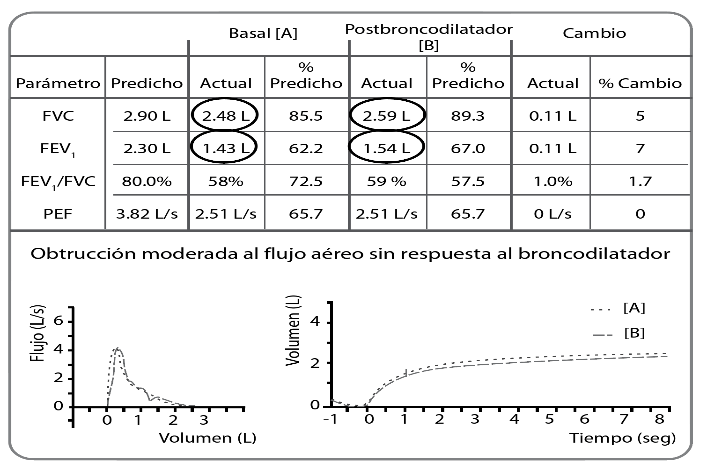 Basal [A] Postbroncodilatador [B] Cambio
Parámetro Predicho Actual % Predicho Actual % Predicho Actual % Cambio
FVC 2.90 L 2.48 L 85.5 2.59 L 89.3 0.11 L 5
FEV1 2.30 L 1.43 L 62.2 1.54 L 67.0 0.11 L 7
FEV1/FVC 80.0% 58% 72.5 59 % 57.5 1.0% 1.7
PEF 3.82 L/s 2.51 L/s 65.7 2.51 L/s 65.7 0 L/s 0
Obtrucción moderada al flujo aéreo sin respuesta al broncodilatador
Flujo (L/s)
6
4
2
0
0 1 2 3
Volumen (L)
Volumen (L)
4
2
0
-1 0 1 2 3 4 5 6 7 8
Tiempo (seg)
[A]
[B]